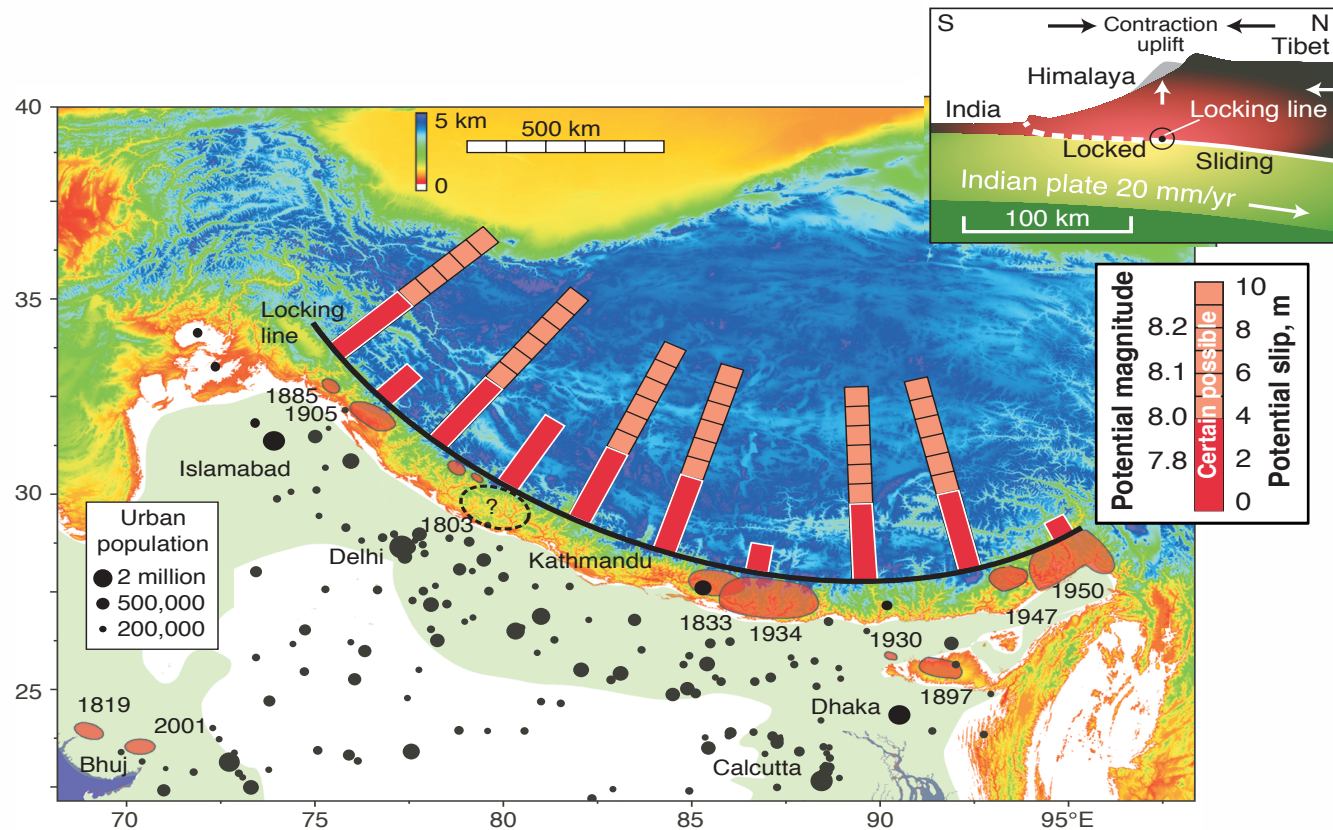 S
Contraction
uplift
N
Tibet
Himalaya
India
Locking line
Locked
Sliding
Indian plate 20 mm/yr
100 km
40
35
30
25
5 km
0
500 km
Locking
line
Potential magnitude
8.2
8.1
8.0
7.8
Certain possible
10
8
6
4
2
0
Potential slip, m
1885
1905
Islamabad
?
1803
Delhi
Kathmandu
Urban
population
2 million
500,000
200,000
1833
1934
1930
1947
1950
1897
Dhaka
1819
2001
Bhuj
Calcutta
70
75
80
85
90
95°E